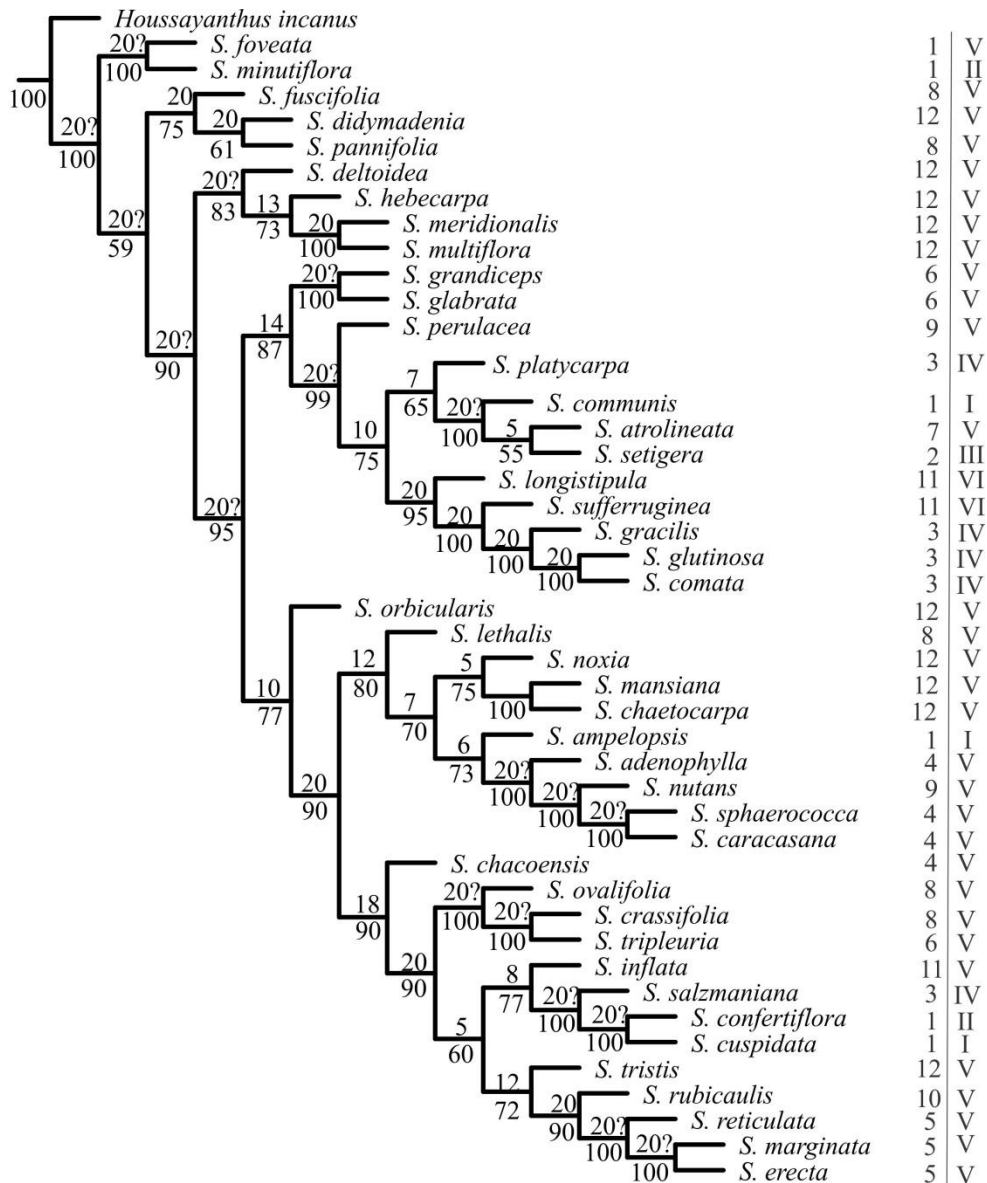 Houssayanthus incanus
20? S. foveata 1 V
100 S. minutiflora 1 II
100
20 S. fuscifolia 8 V
20?
75 20 S. didymadenia 12 V
100
61 S. pannifolia 8 V
20? S. deltoidea 12 V
83 13 S. hebecarpa 12 V
20?
73 20 S. meridionalis 12 V
59
100 S. multiflora 12 V
20? S. grandiceps 6 V
100 S. glabrata 6 V
14 S. perulacea 9 V
20?
87
90
20? S. platycarpa 3 IV
99 7
65 20? S. communis 1 I
10 100 5 S. atrolineata 7 V
75 55 S. setigera 2 III
S. longistipula 11 VI
20
95 20 S. sufferruginea 11 VI
20?
100 20 S. gracilis 3 IV
95
100 20 S. glutinosa 3 IV
100 S. comata 3 IV
S. orbicularis 12 V
S. lethalis 8 V
12 5 S. noxia 12 V
80 75 S. mansiana 12 V
10 7 100 S. chaetocarpa 12 V
77 70
6 S. ampelopsis 1 I
73 20? S. adenophylla 4 V
20 100 20? S. nutans 9 V
90 100 20? S. sphaerococca 4 V
100 S. caracasana 4 V
S. chacoensis 4 V
20? S. ovalifolia 8 V
18 100 20? S. crassifolia 8 V
90 100 S. tripleuria 6 V
20 8 S. inflata 11 V
90 77 20? S. salzmaniana 3 IV
100 20? S. confertiflora 1 II
5 100 S. cuspidata 1 I
60
12 S. tristis 12 V
72 20 S. rubicaulis 10 V
90 20? S. reticulata 5 V
100 20? S. marginata 5 V
100 S. erecta 5 V